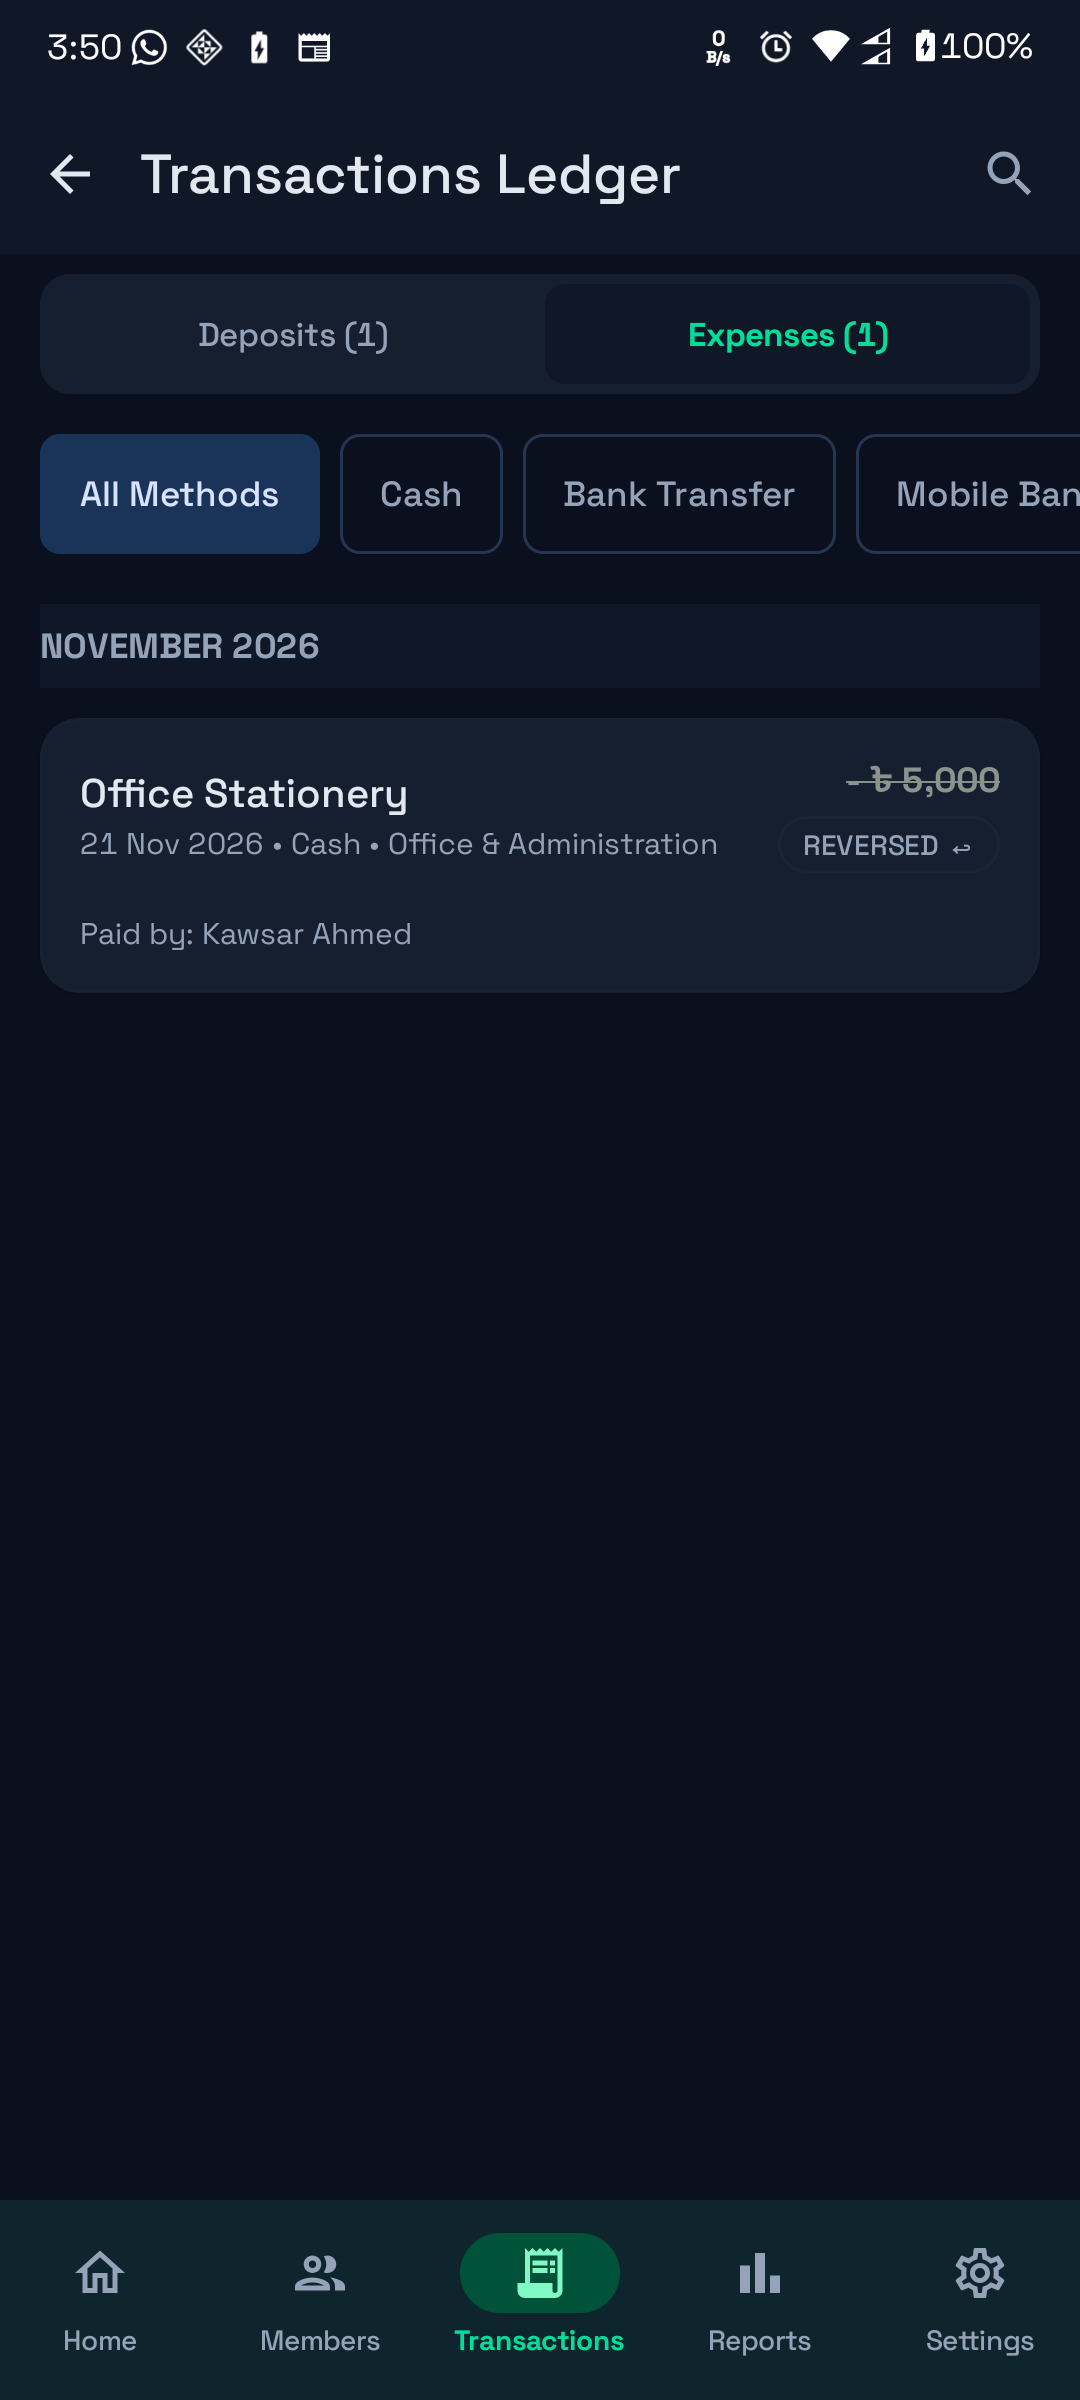 3:50
0 B/s
100%
Transactions Ledger
Deposits (1)
Expenses (1)
All Methods
Cash
Bank Transfer
Mobile Ban
NOVEMBER 2026
Office Stationery
- ৳ 5,000
21 Nov 2026 • Cash • Office & Administration
REVERSED ↩
Paid by: Kawsar Ahmed
Home
Members
Transactions
Reports
Settings